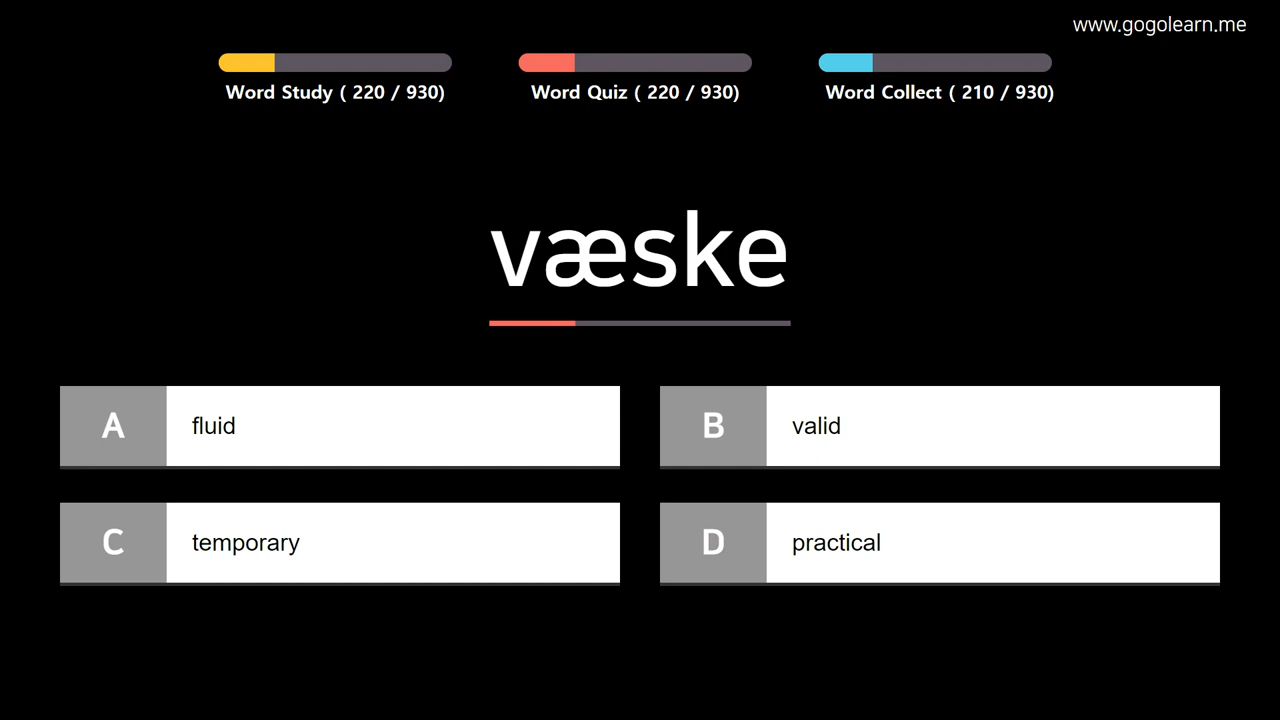 www.gogolearn.me
Word Study ( 220 / 930)
Word Quiz ( 220 / 930)
Word Collect ( 210 / 930)
væske
A fluid
B valid
C temporary
D practical